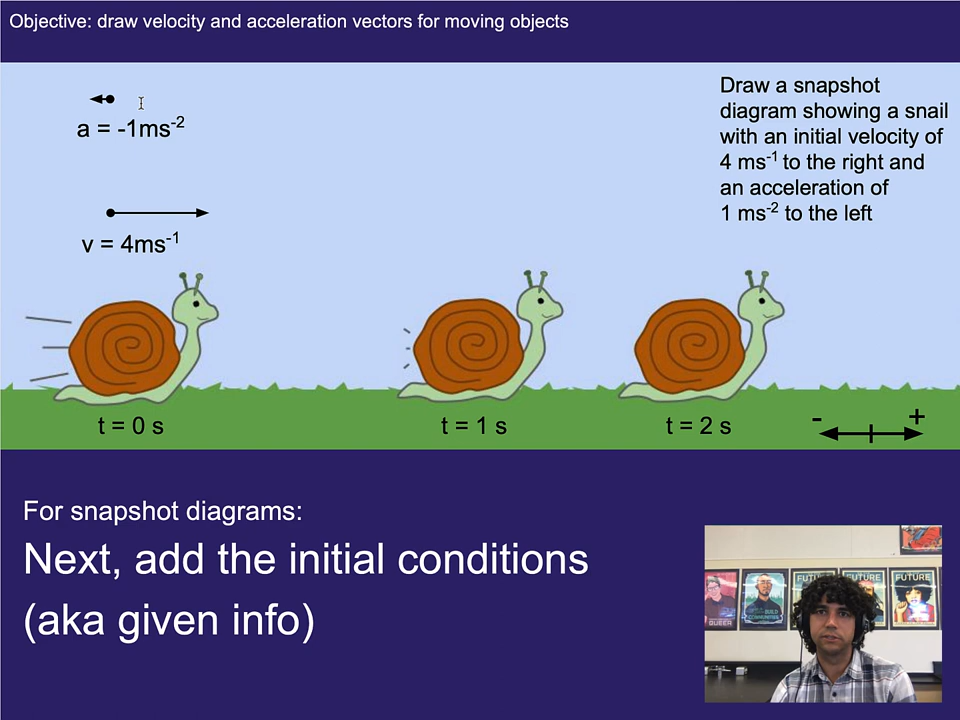 Objective: draw velocity and acceleration vectors for moving objects
a = -1ms⁻²
v = 4ms⁻¹
Draw a snapshot
diagram showing a snail
with an initial velocity of
4 ms⁻¹ to the right and
an acceleration of
1 ms⁻² to the left
t = 0 s
t = 1 s
t = 2 s
- +
For snapshot diagrams:
Next, add the initial conditions
(aka given info)
QUEER
BUILD
COMMUNITIES
FUTURE
FUTURE